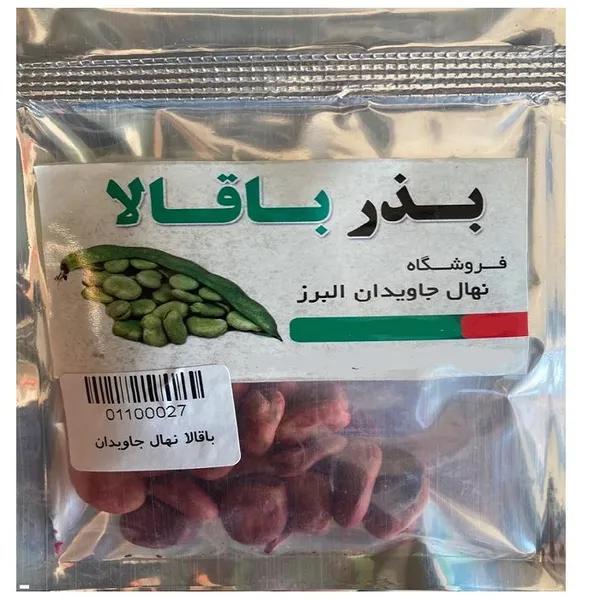 بذر باقالا
فروشگاه
نهال جاویدان البرز
01100027
باقالا نهال جاویدان